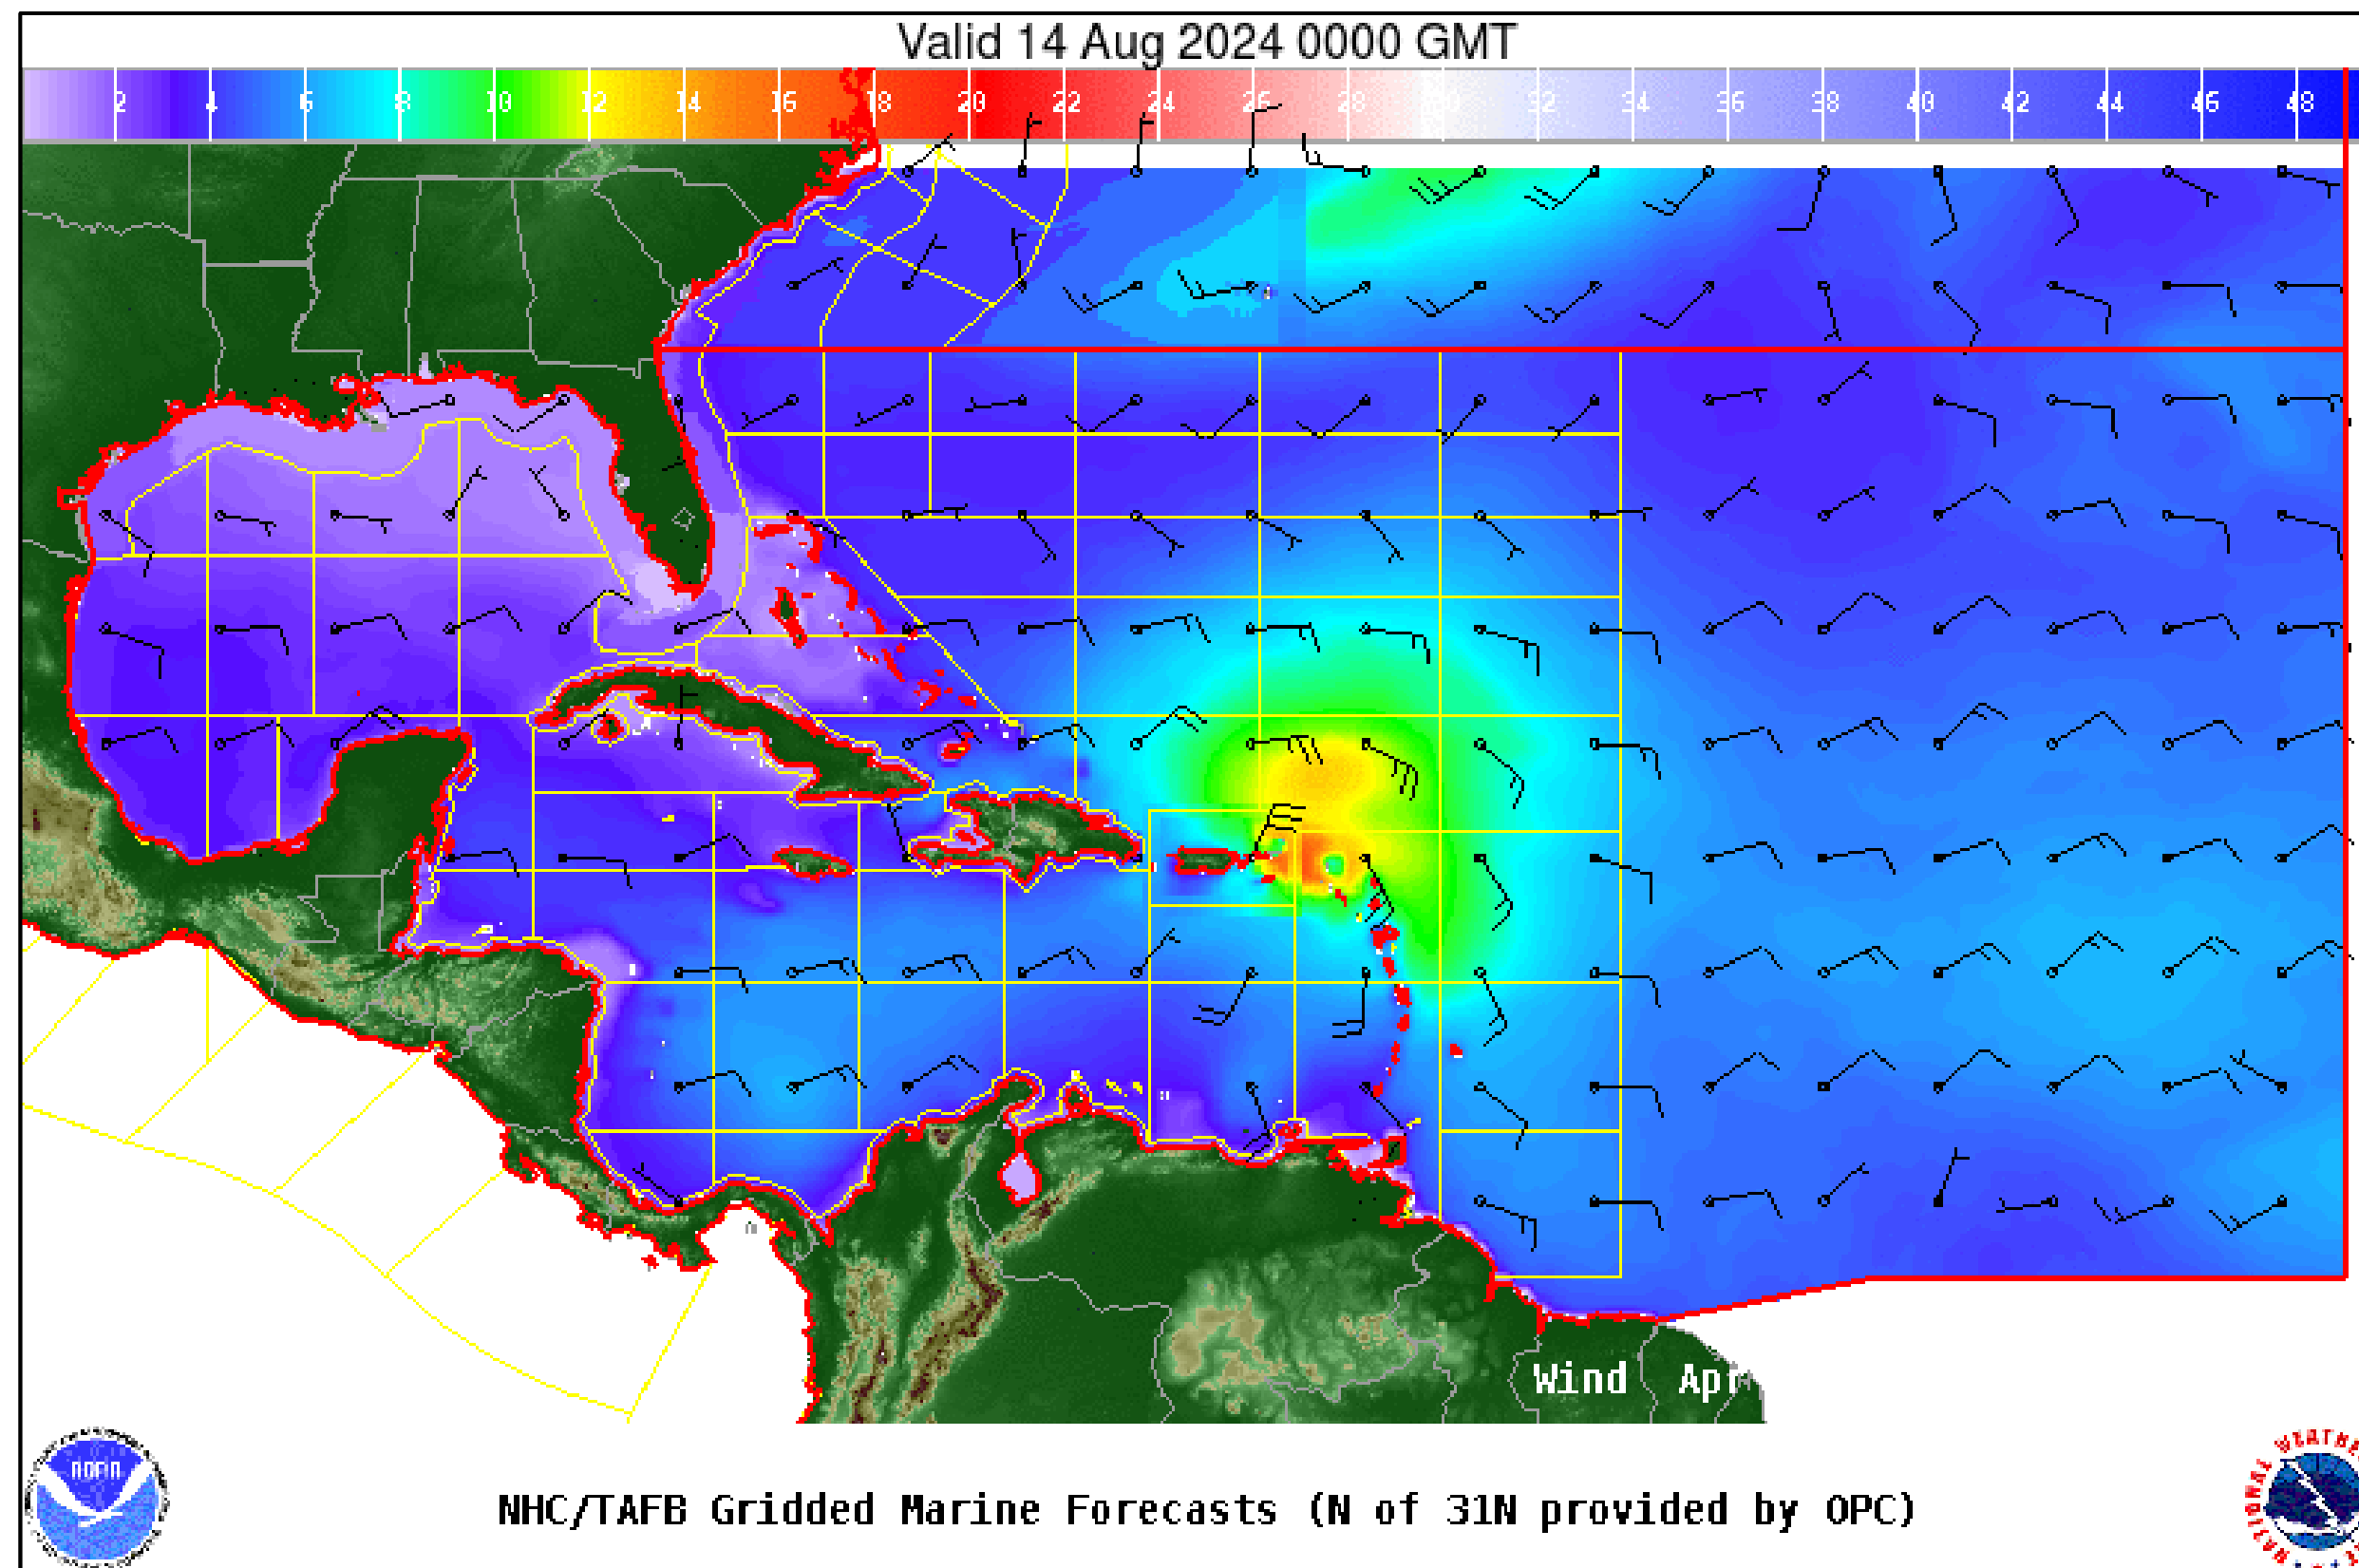 Valid 14 Aug 2024 0000 GMT
2 4 6 8 10 12 14 16 18 20 22 24 26 28 30 32 34 36 38 40 42 44 46 48
Wind Apr
NOAA
NHC/TAFB Gridded Marine Forecasts (N of 31N provided by OPC)